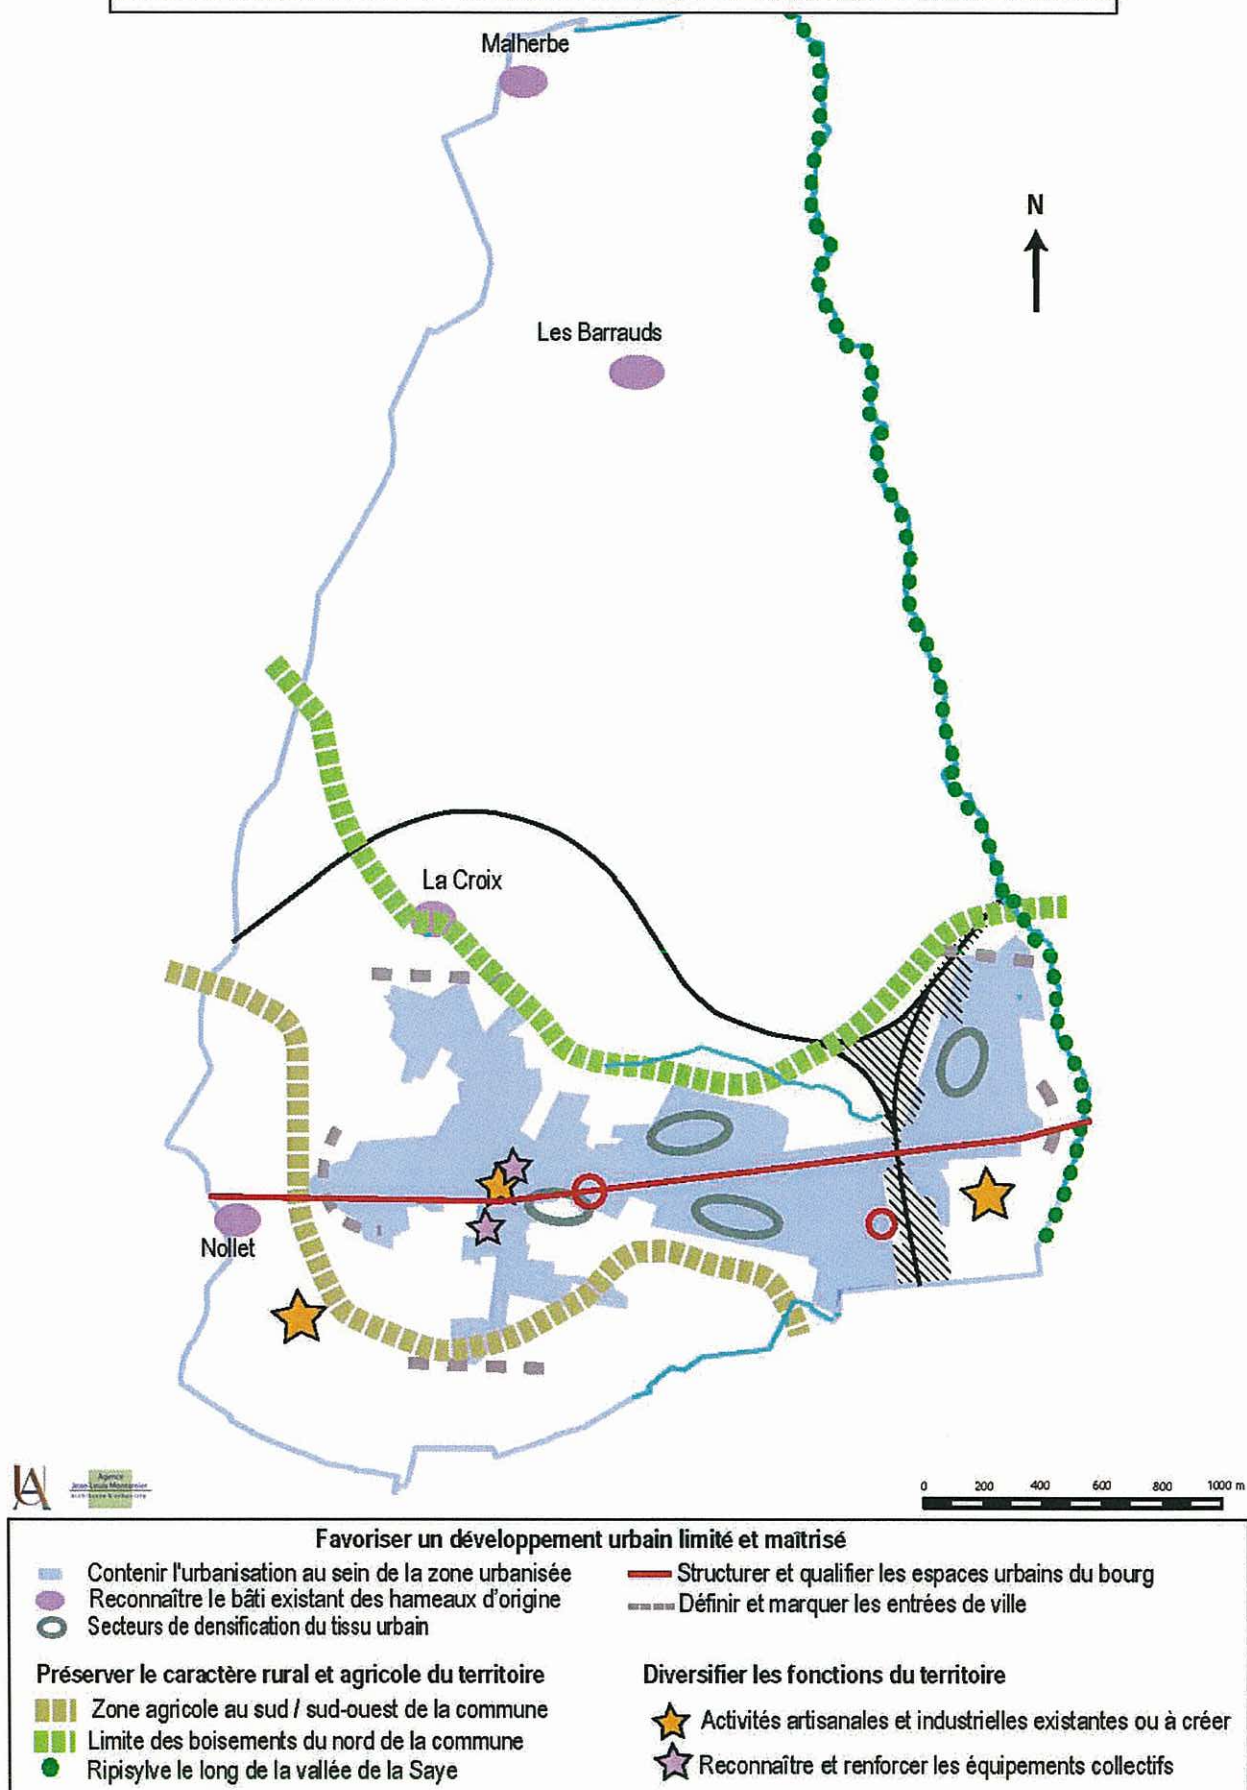 Malherbe
N
Les Barrauds
La Croix
Nollet
Agence
Jean-Louis Montarnier
0 200 400 600 800 1000 m
Favoriser un développement urbain limité et maîtrisé
Contenir l'urbanisation au sein de la zone urbanisée
Reconnaître le bâti existant des hameaux d'origine
Secteurs de densification du tissu urbain
Structurer et qualifier les espaces urbains du bourg
Définir et marquer les entrées de ville
Préserver le caractère rural et agricole du territoire
Zone agricole au sud / sud-ouest de la commune
Limite des boisements du nord de la commune
Ripisylve le long de la vallée de la Saye
Diversifier les fonctions du territoire
Activités artisanales et industrielles existantes ou à créer
Reconnaître et renforcer les équipements collectifs